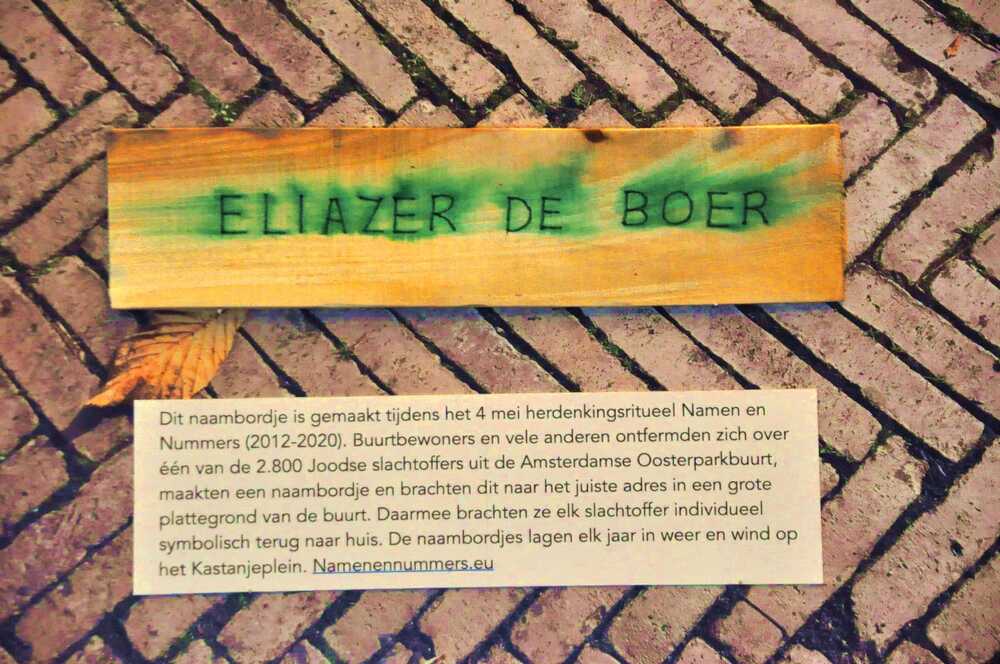 ELIAZER DE BOER
Dit naambordje is gemaakt tijdens het 4 mei herdenkingsritueel Namen en
Nummers (2012-2020). Buurtbewoners en vele anderen ontfermden zich over
één van de 2.800 Joodse slachtoffers uit de Amsterdamse Oosterparkbuurt,
maakten een naambordje en brachten dit naar het juiste adres in een grote
plattegrond van de buurt. Daarmee brachten ze elk slachtoffer individueel
symbolisch terug naar huis. De naambordjes lagen elk jaar in weer en wind op
het Kastanjeplein. Namenennummers.eu